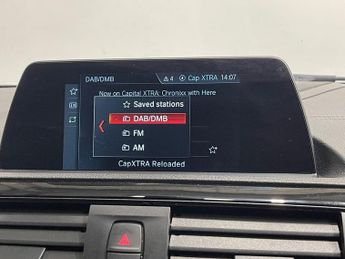 DAB/DMB 4 Cap XTRA 14:07
Now on Capital XTRA: Chronixx with Here
Saved stations
DAB/DMB
FM
AM
CapXTRA Reloaded